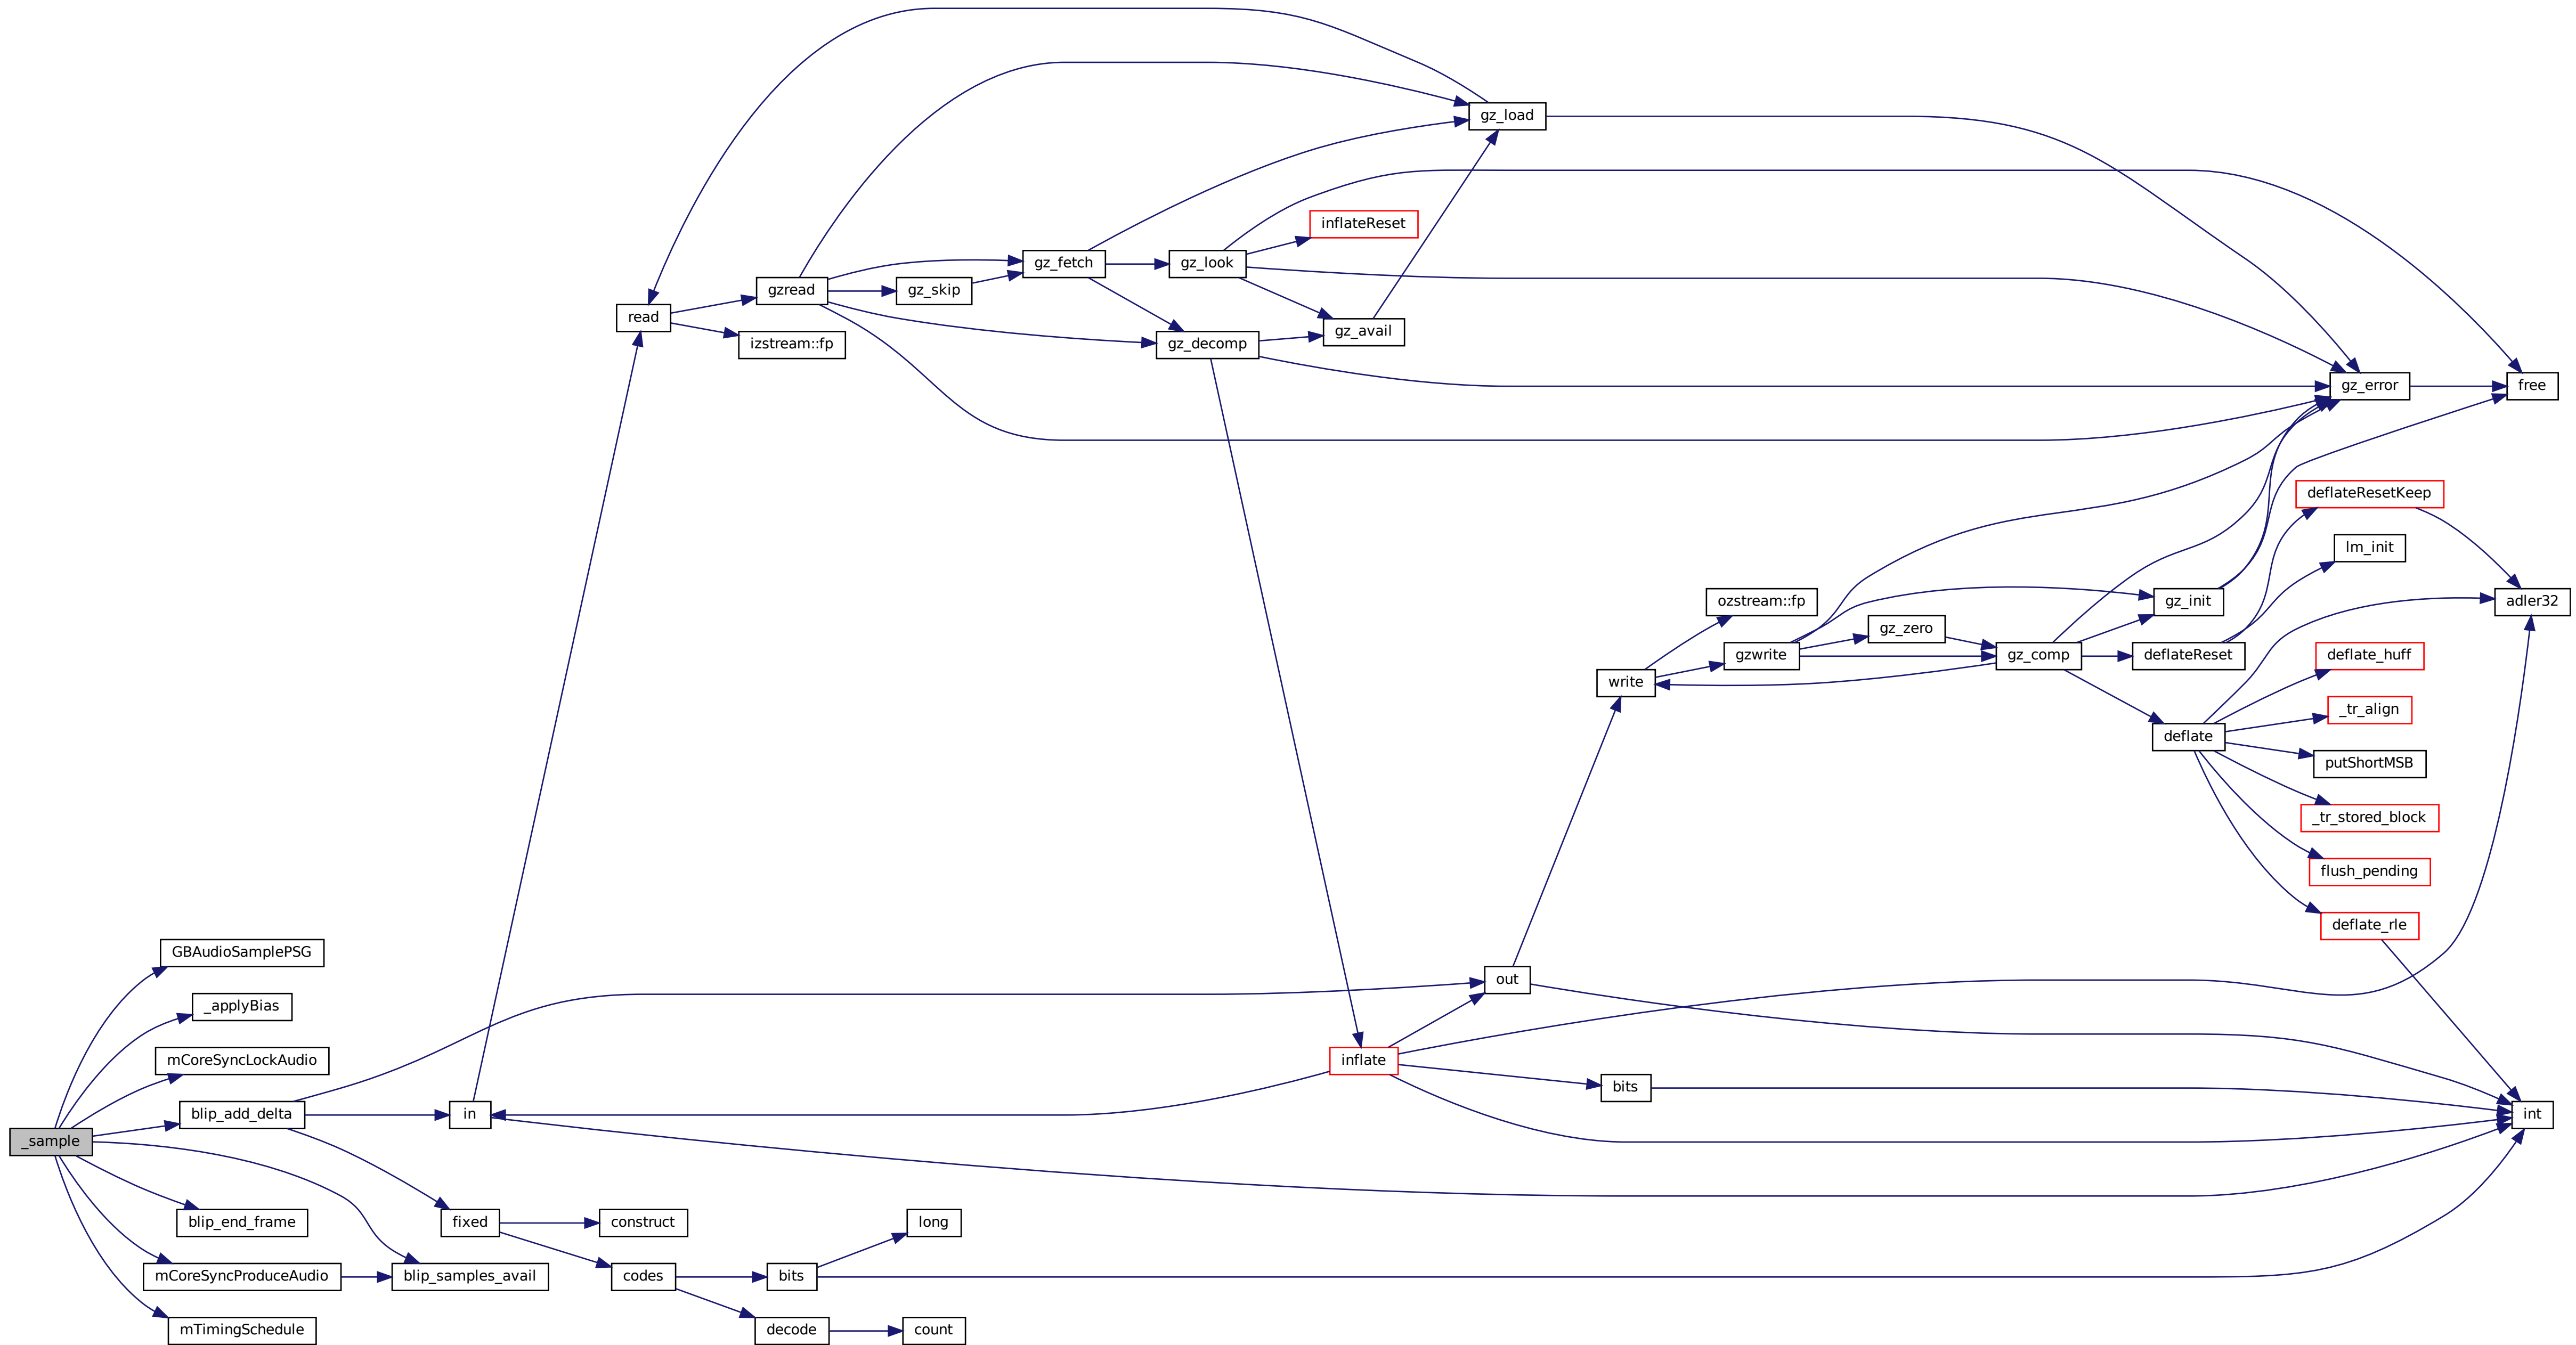 gz_load
inflateReset
gz_fetch
gz_look
gzread
gz_skip
read
gz_avail
izstream::fp
gz_decomp
gz_error
free
deflateResetKeep
lm_init
ozstream::fp
gz_init
adler32
gz_zero
gzwrite
gz_comp
deflateReset
deflate_huff
write
_tr_align
deflate
putShortMSB
_tr_stored_block
flush_pending
deflate_rle
GBAudioSamplePSG
out
_applyBias
mCoreSyncLockAudio
inflate
bits
blip_add_delta
in
int
_sample
blip_end_frame
fixed
construct
long
mCoreSyncProduceAudio
blip_samples_avail
codes
bits
mTimingSchedule
decode
count